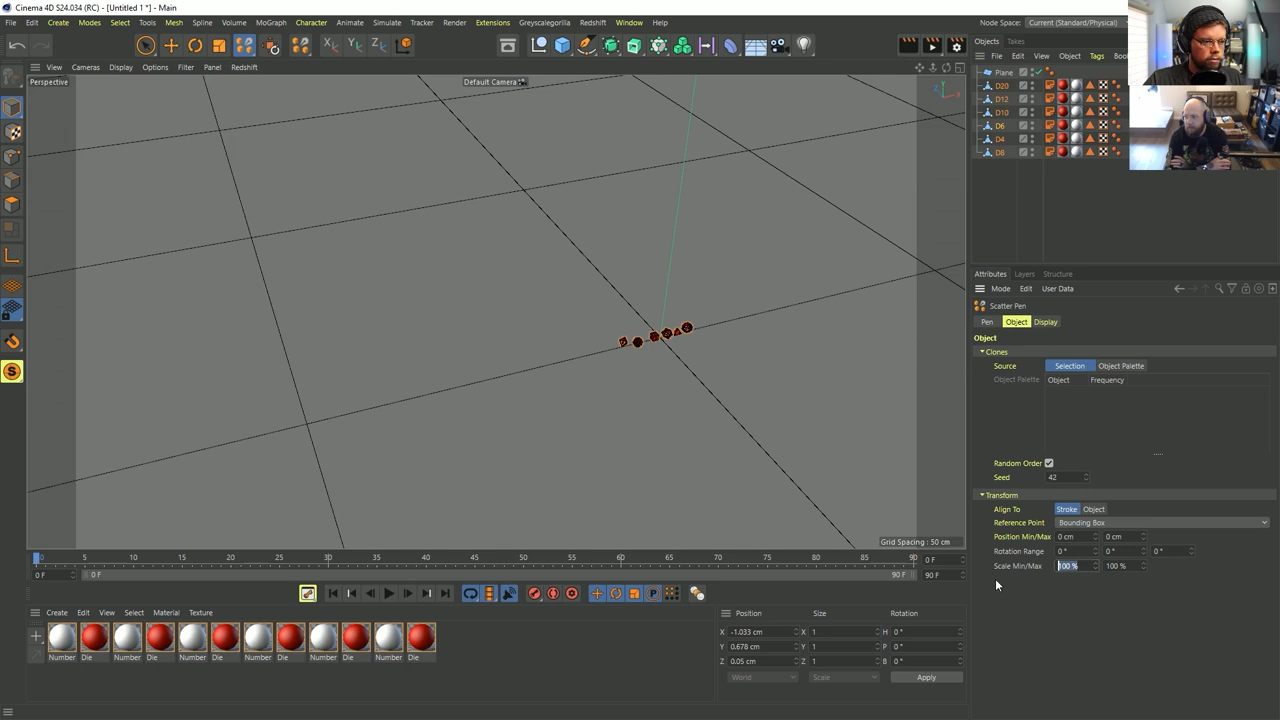 Cinema 4D S24.034 (RC) - [Untitled 1 *] - Main
File Edit Create Modes Select Tools Mesh Spline Volume MoGraph Character Animate Simulate Tracker Render Extensions Greyscalegorilla Redshift Window Help
Node Space: Current (Standard/Physical)
X Y Z
View Cameras Display Options Filter Panel Redshift
Perspective
Default Camera
Grid Spacing : 50 cm
0 5 10 15 20 25 30 35 40 45 50 55 60 65 70 75 80 85 90
0 F
0 F 0 F 90 F 90 F
Create Edit View Select Material Texture
Number Die Number Die Number Die Number Die Number Die Number Die
Position Size Rotation
X -1.033 cm X 1 H 0 °
Y 0.678 cm Y 1 P 0 °
Z 0.05 cm Z 1 B 0 °
World Scale Apply
Objects Takes
File Edit View Object Tags
Plane
D20
D12
D10
D6
D4
Attributes Layers Structure
Mode Edit User Data
Scatter Pen
Pen Object Display
Object
Clones
Source Selection Object Palette
Object Palette Object Frequency
Random Order
Seed 42
Transform
Align To Stroke Object
Reference Point Bounding Box
Position Min/Max 0 cm 0 cm
Rotation Range 0 ° 0 ° 0 °
Scale Min/Max 100 % 100 %